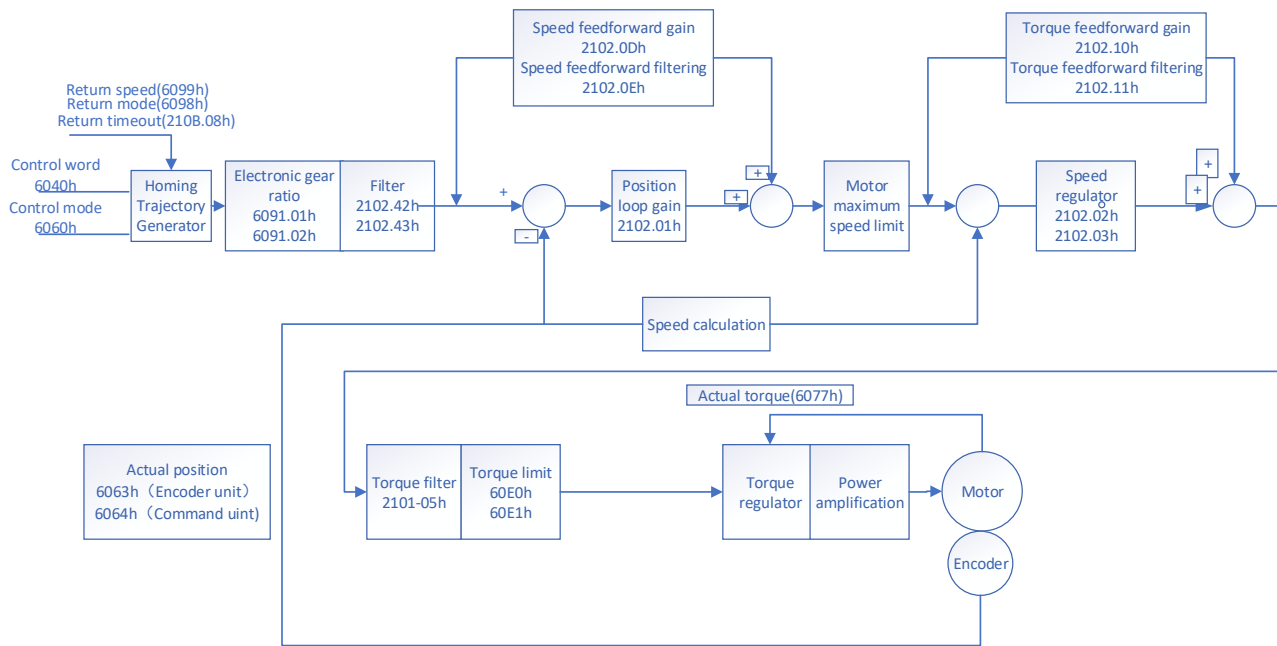 Speed feedforward gain
2102.0Dh
Speed feedforward filtering
2102.0Eh
Torque feedforward gain
2102.10h
Torque feedforward filtering
2102.11h
Return speed(6099h)
Return mode(6098h)
Return timeout(210B.08h)
Control word
6040h
Control mode
6060h
Homing
Trajectory
Generator
Electronic gear
ratio
6091.01h
6091.02h
Filter
2102.42h
2102.43h
+
-
Position
loop gain
2102.01h
+
+
Motor
maximum
speed limit
Speed
regulator
2102.02h
2102.03h
+
+
Speed calculation
Actual torque(6077h)
Actual position
6063h（Encoder unit）
6064h（Command uint)
Torque filter
2101-05h
Torque limit
60E0h
60E1h
Torque
regulator
Power
amplification
Motor
Encoder